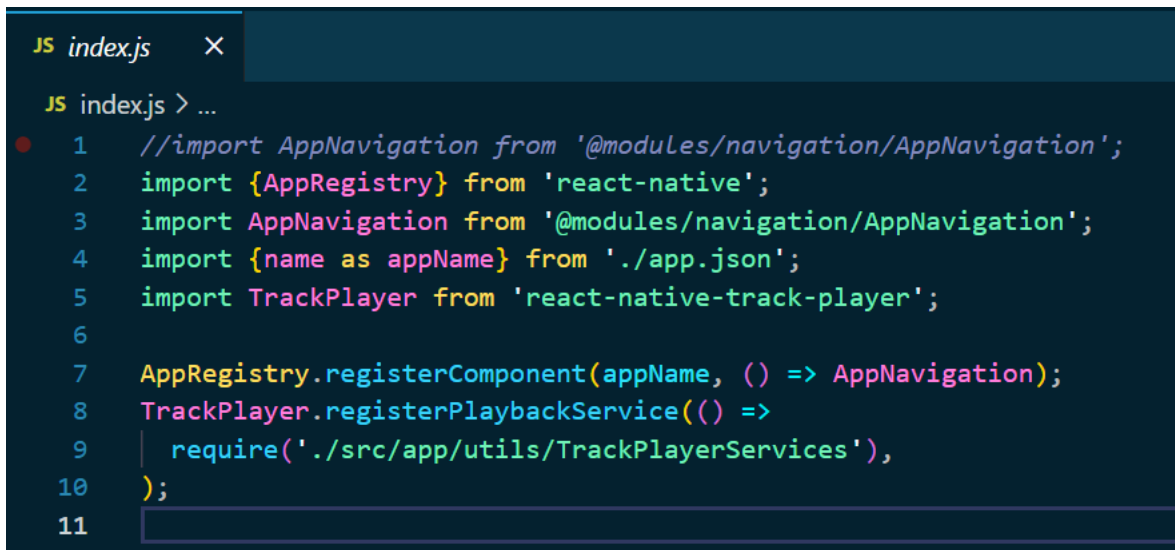 JS index.js ×
JS index.js > ...
1 //import AppNavigation from '@modules/navigation/AppNavigation';
2 import {AppRegistry} from 'react-native';
3 import AppNavigation from '@modules/navigation/AppNavigation';
4 import {name as appName} from './app.json';
5 import TrackPlayer from 'react-native-track-player';
6
7 AppRegistry.registerComponent(appName, () => AppNavigation);
8 TrackPlayer.registerPlaybackService(() =>
9   require('./src/app/utils/TrackPlayerServices'),
10 );
11